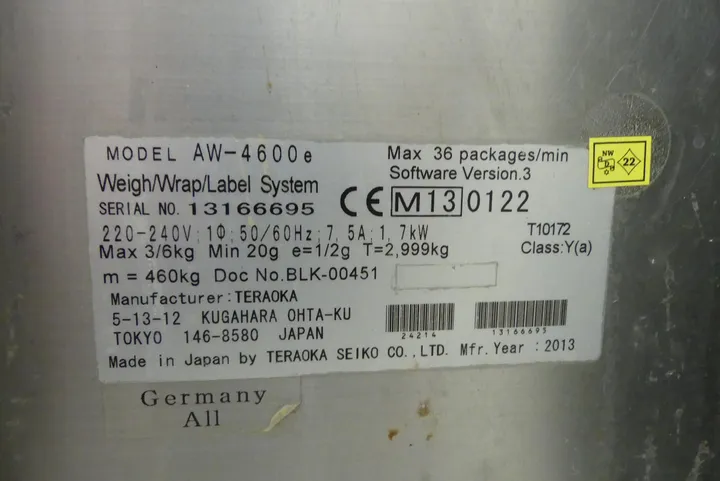 MODEL AW-4600e
Max 36 packages/min
Weigh/Wrap/Label System
Software Version.3
SERIAL NO. 13166695
CE M13 0122
220-240V;1Φ;50/60Hz;7,5A;1,7kW
T10172
Max 3/6kg Min 20g e=1/2g T=2,999kg
Class:Y(a)
m = 460kg Doc No.BLK-00451
Manufacturer:TERAOKA
5-13-12 KUGAHARA OHTA-KU
TOKYO 146-8580 JAPAN
24214
13166695
Made in Japan by TERAOKA SEIKO CO.,LTD. Mfr.Year : 2013
NW
22
Germany
All